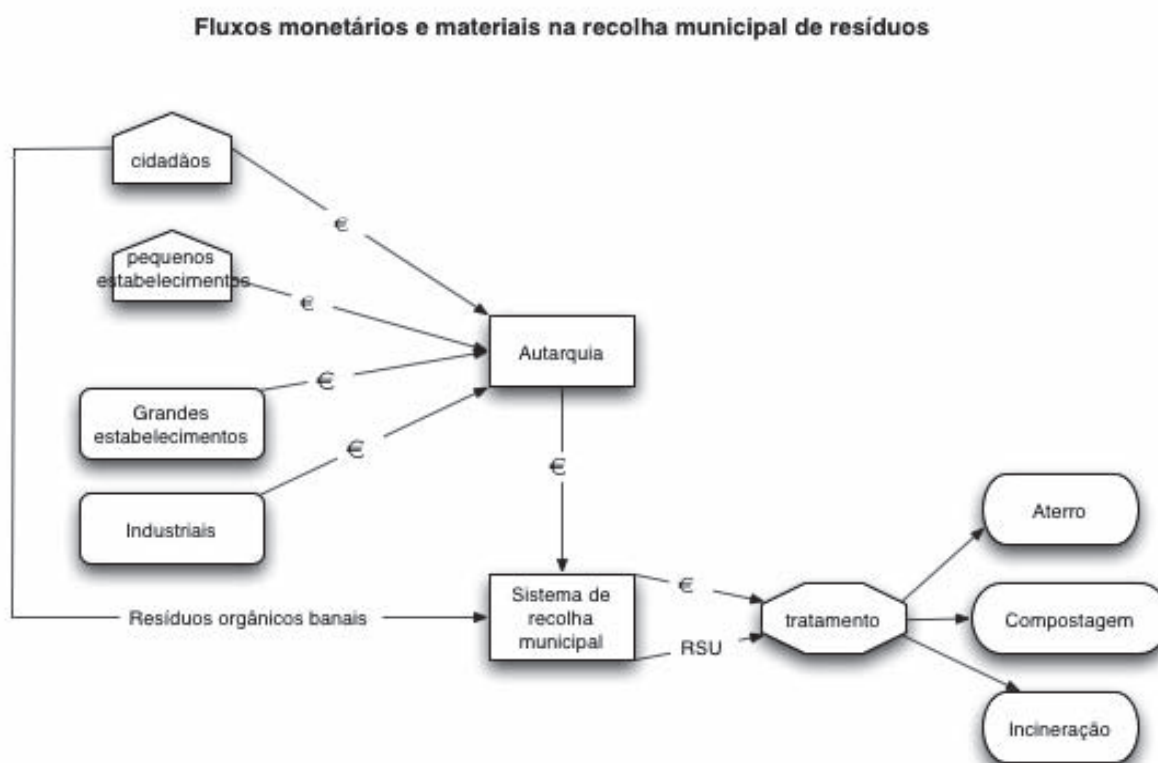 Fluxos monetários e materiais na recolha municipal de resíduos
cidadãos
€
pequenos
estabelecimentos
€
Autarquia
€
Grandes
estabelecimentos
€
€
Industriais
Aterro
Resíduos orgânicos banais
Sistema de
recolha
municipal
€
RSU
tratamento
Compostagem
Incineração